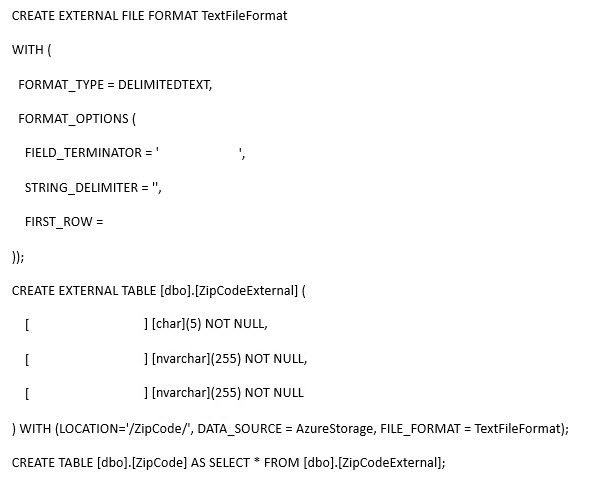 CREATE EXTERNAL FILE FORMAT TextFileFormat
WITH (
FORMAT_TYPE = DELIMITEDTEXT,
FORMAT_OPTIONS (
FIELD_TERMINATOR = '                    ',
STRING_DELIMITER = '',
FIRST_ROW =
));
CREATE EXTERNAL TABLE [dbo].[ZipCodeExternal] (
[                              ] [char](5) NOT NULL,
[                              ] [nvarchar](255) NOT NULL,
[                              ] [nvarchar](255) NOT NULL
) WITH (LOCATION='/ZipCode/', DATA_SOURCE = AzureStorage, FILE_FORMAT = TextFileFormat);
CREATE TABLE [dbo].[ZipCode] AS SELECT * FROM [dbo].[ZipCodeExternal];